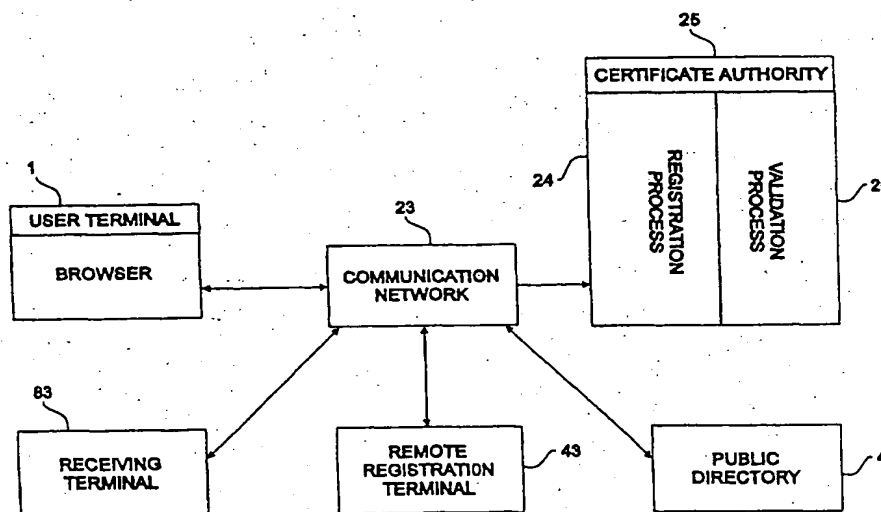 25
CERTIFICATE AUTHORITY
24
REGISTRATION
PROCESS
VALIDATION
PROCESS
1
USER TERMINAL
BROWSER
23
COMMUNICATION
NETWORK
83
RECEIVING
TERMINAL
REMOTE
REGISTRATION
TERMINAL
43
PUBLIC
DIRECTORY